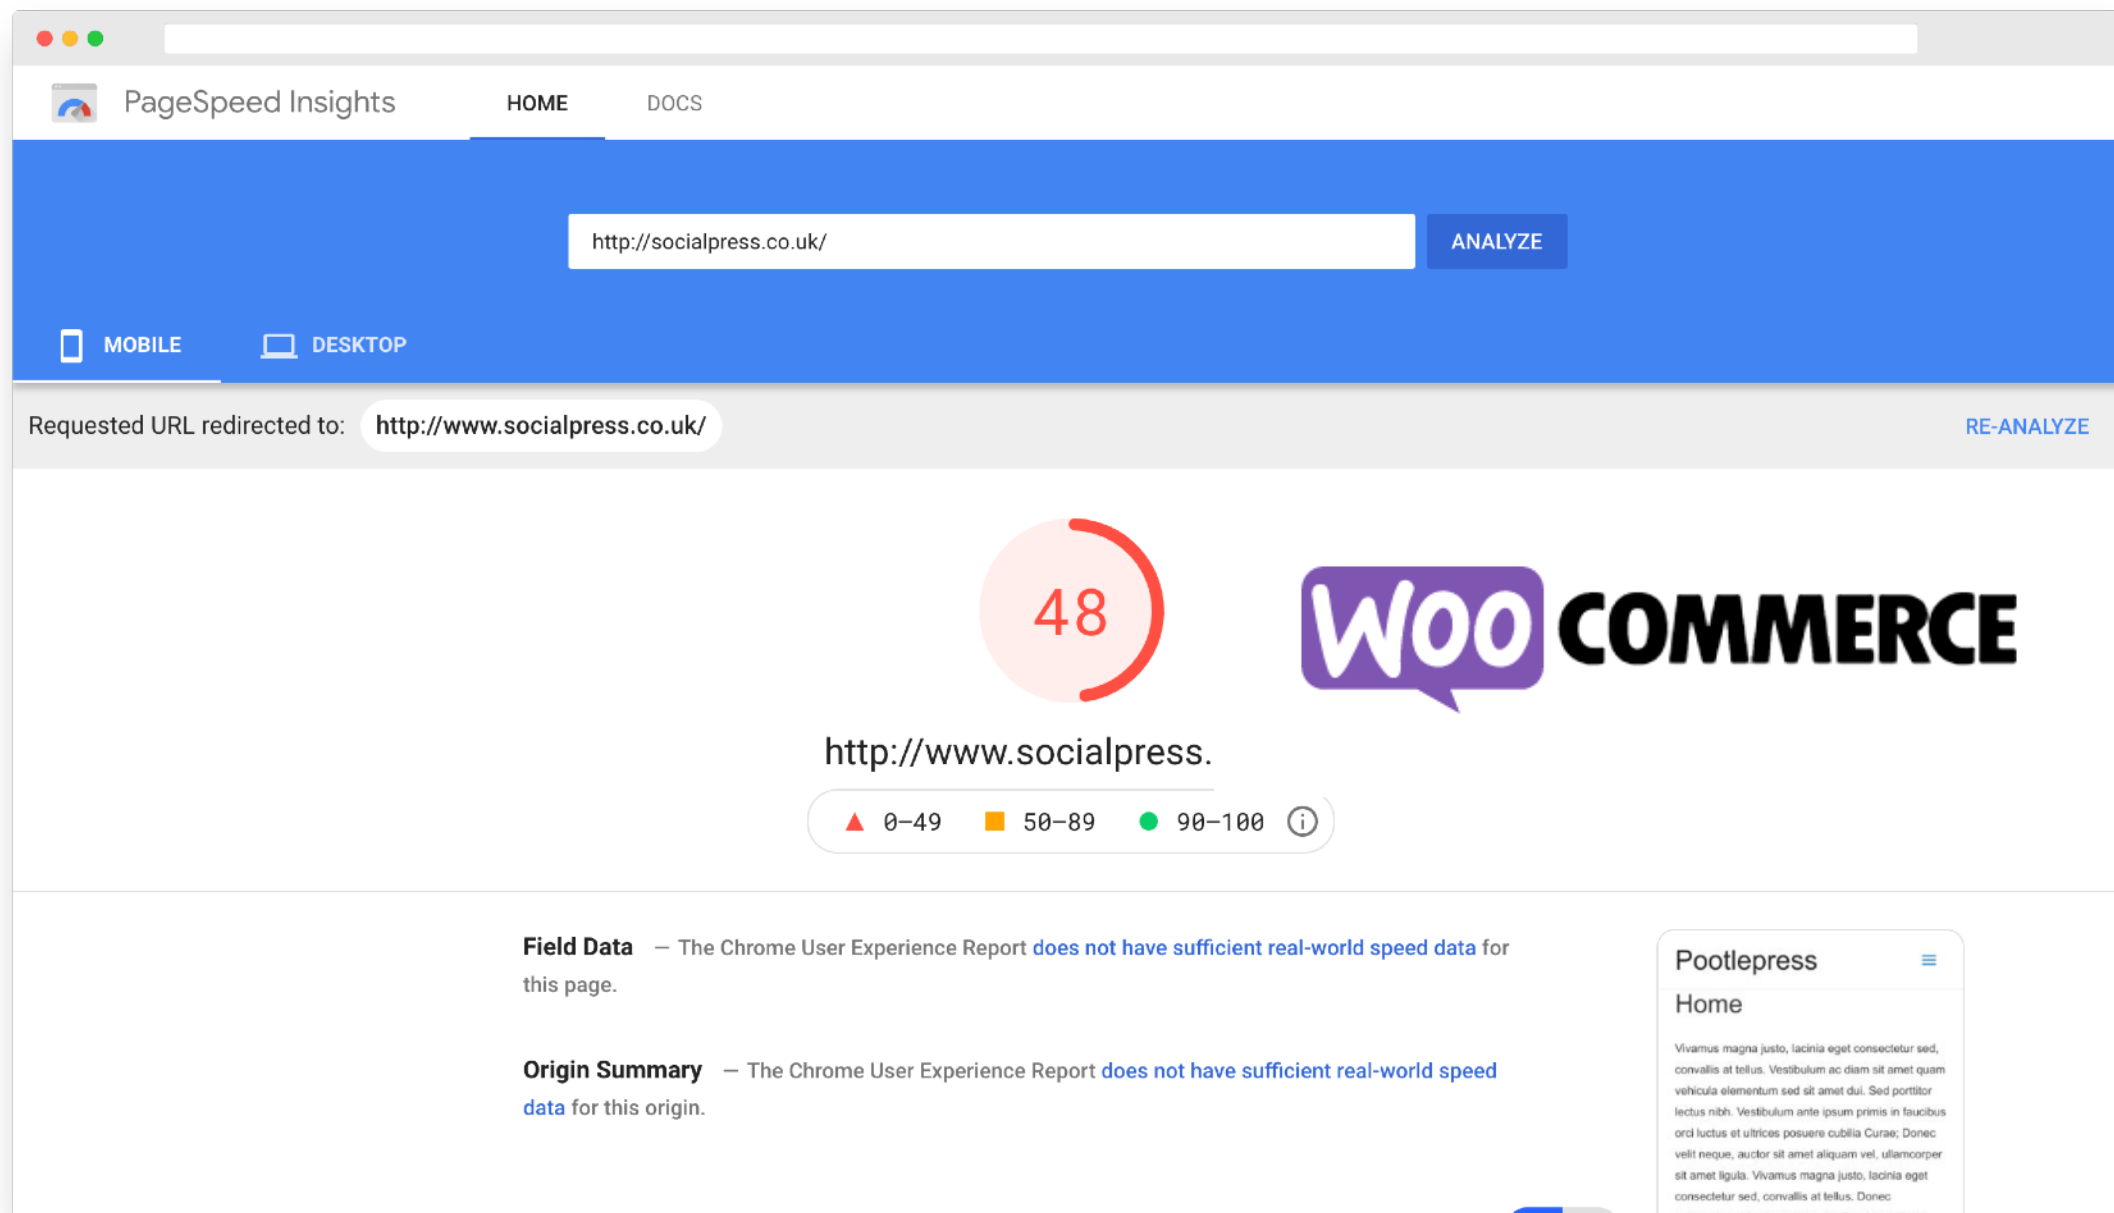 PageSpeed Insights
HOME
DOCS
http://socialpress.co.uk/
ANALYZE
MOBILE
DESKTOP
Requested URL redirected to: http://www.socialpress.co.uk/
RE-ANALYZE
48
WOO COMMERCE
http://www.socialpress.
0–49
50–89
90–100
Field Data — The Chrome User Experience Report does not have sufficient real-world speed data for
this page.
Origin Summary — The Chrome User Experience Report does not have sufficient real-world speed
data for this origin.
Pootlepress
Home
Vivamus magna justo, lacinia eget consectetur sed,
convallis at tellus. Vestibulum ac diam sit amet quam
vehicula elementum sed sit amet dui. Sed porttitor
lectus nibh. Vestibulum ante ipsum primis in faucibus
orci luctus et ultrices posuere cubilia Curae; Donec
velit neque, auctor sit amet aliquam vel, ullamcorper
sit amet ligula. Vivamus magna justo, lacinia eget
consectetur sed, convallis at tellus. Donec